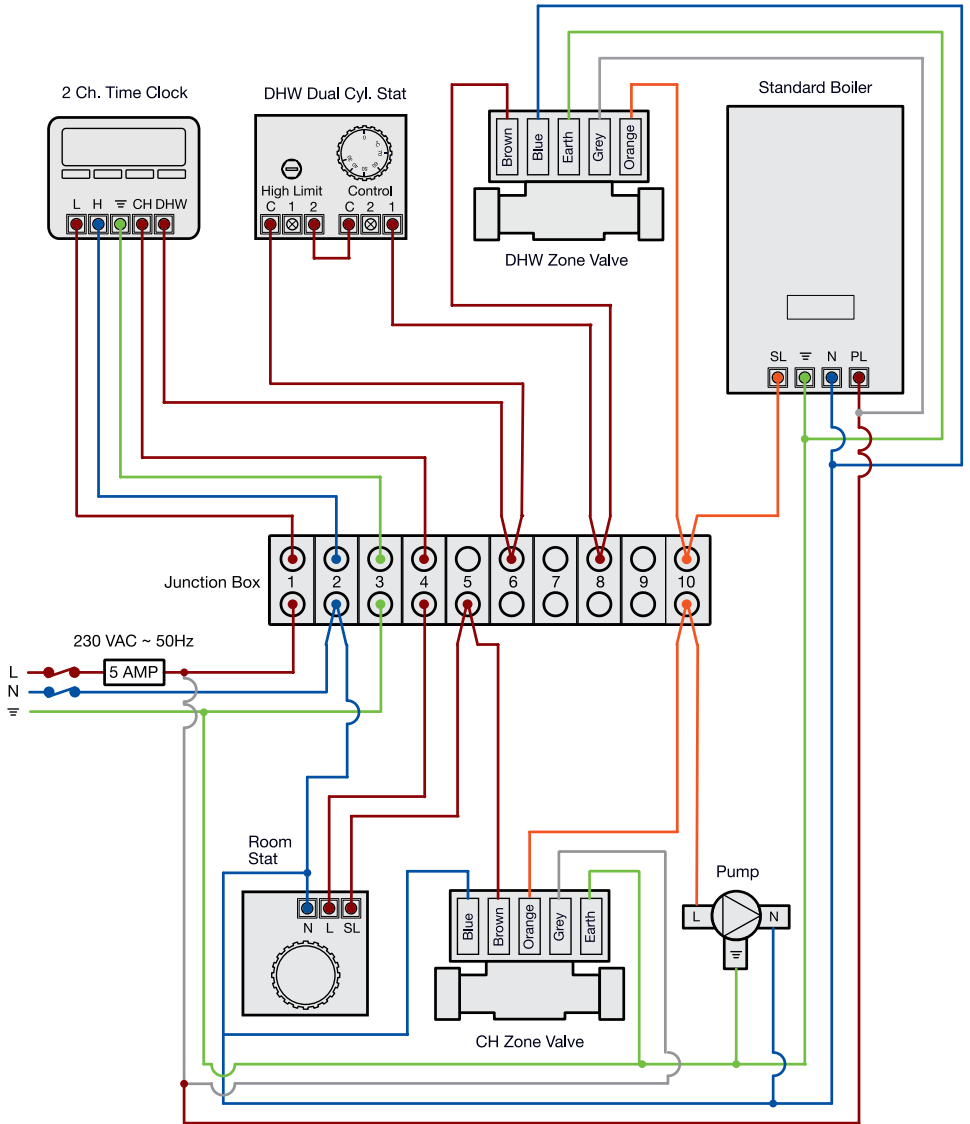 2 Ch. Time Clock
L H CH DHW
DHW Dual Cyl. Stat
High Limit Control
C 1 2 C 2 1
Brown Blue Earth Grey Orange
DHW Zone Valve
Standard Boiler
SL N PL
Junction Box 1 2 3 4 5 6 7 8 9 10
230 VAC ~ 50Hz
L 5 AMP
N
Room
Stat
N L SL
Blue Brown Orange Grey Earth
CH Zone Valve
Pump
L N